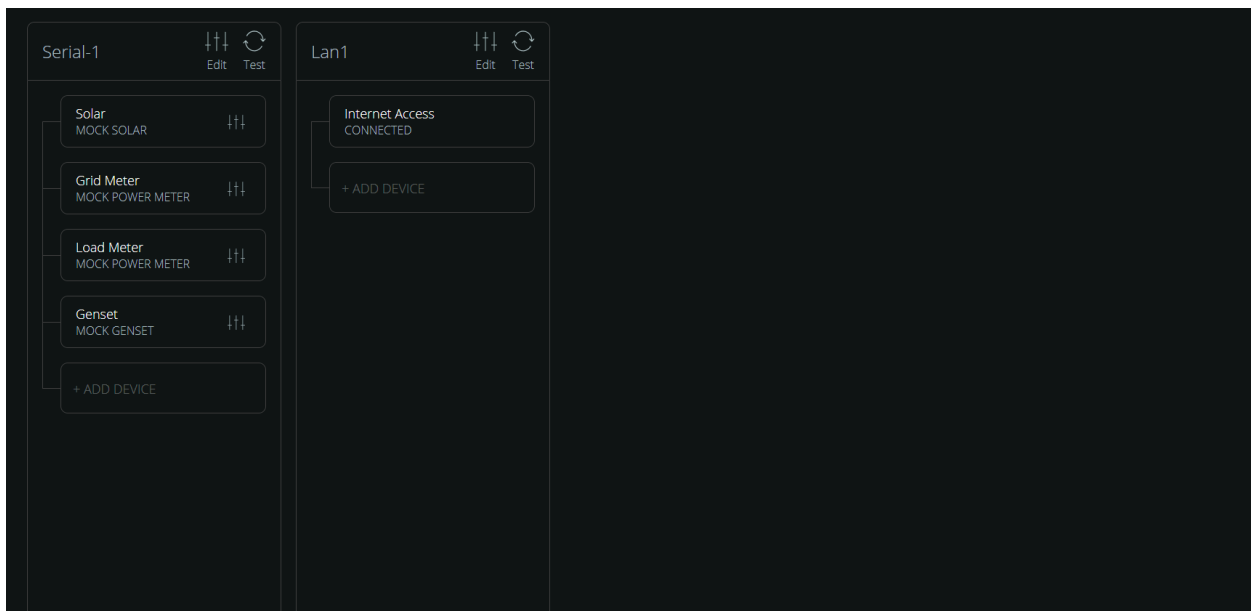 Serial-1
Edit
Test
Solar
MOCK SOLAR
Grid Meter
MOCK POWER METER
Load Meter
MOCK POWER METER
Genset
MOCK GENSET
+ ADD DEVICE
Lan1
Edit
Test
Internet Access
CONNECTED
+ ADD DEVICE